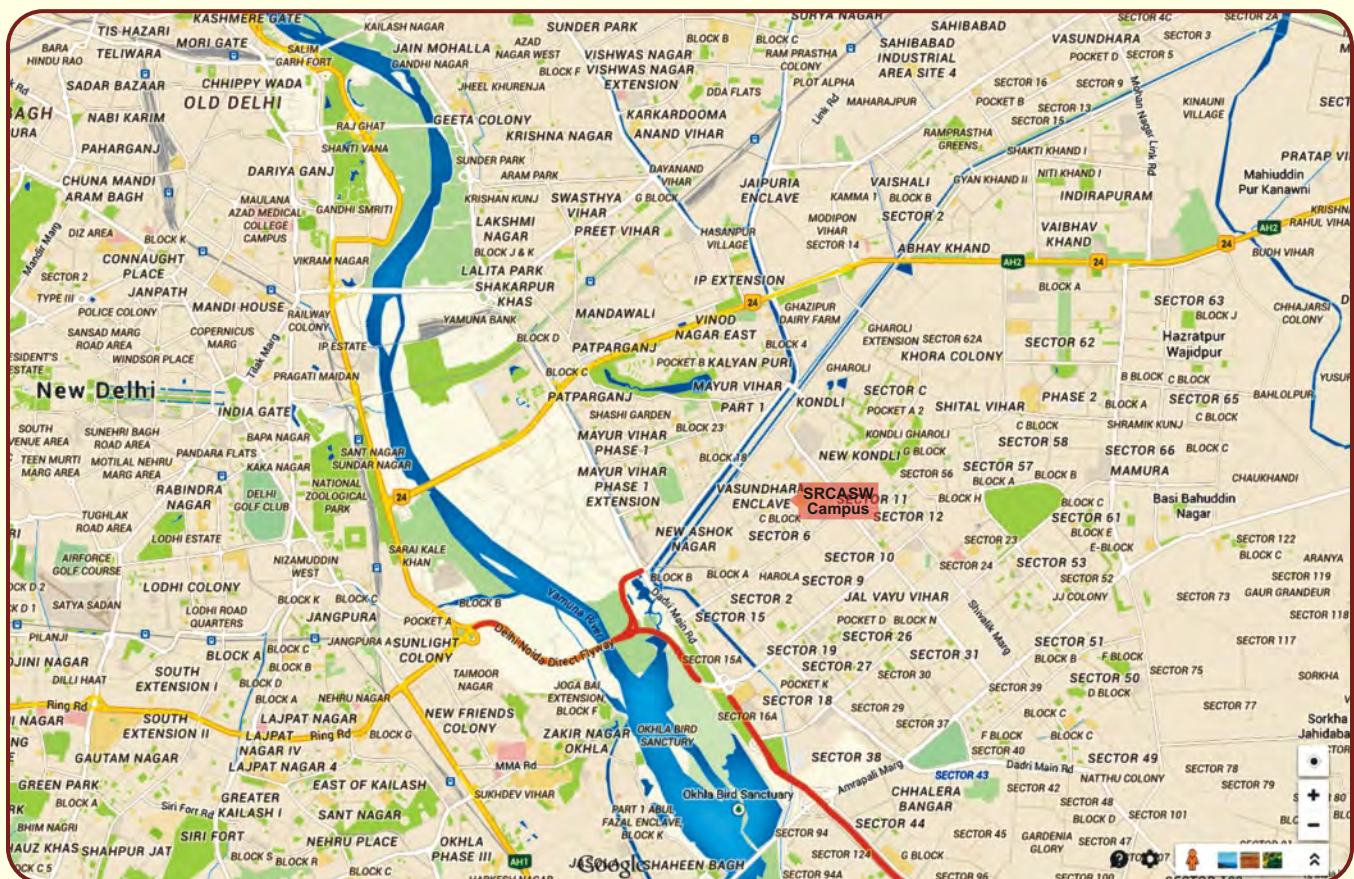 KASHMERE GATE
KAILASH NAGAR
SUNDER PARK
SURYA NAGAR
SAHIBABAD
SECTOR 4C
SECTOR 2A
TIS HAZARI
MORI GATE
BARA
HINDU RAO
TELIWARA
SALIM
GARH FORT
JAIN MOHALLA
GANDHI NAGAR
AZAD
NAGAR WEST
VISHWAS NAGAR
VISHWAS NAGAR
EXTENSION
BLOCK B
BLOCK C
RAM PRASTHA
COLONY
SAHIBABAD
INDUSTRIAL
AREA SITE 4
VASUNDHARA
POCKET D
SECTOR 3
SECTOR 5
CHHIPPY WADA
SADAR BAZAAR
OLD DELHI
JHEEL KHURENJA
BLOCK F
DDA FLATS
PLOT ALPHA
MAHARAJPUR
Link Rd
SECTOR 16
SECTOR 9
POCKET B
SECTOR 13
SECTOR 15
Mohan Nagar Link Rd
KINAUNI
VILLAGE
NABI KARIM
RAJ GHAT
SHANTI VANA
GEETA COLONY
KRISHNA NAGAR
KARKARDOOMA
ANAND VIHAR
RAMPRASTHA
GREENS
SHAKTI KHAND I
PAHARGANJ
DARIYA GANJ
SUNDER PARK
ARAM PARK
DAYANAND
VIHAR
JAIPURIA
ENCLAVE
VAISHALI
KAMMA 1
BLOCK B
GYAN KHAND II
NITI KHAND I
INDIRAPURAM
Mahiuddin
Pur Kanawni
CHUNA MANDI
ARAM BAGH
MAULANA
AZAD MEDICAL
COLLEGE
CAMPUS
GANDHI SMRITI
KRISHAN KUNJ
SWASTHYA
VIHAR
G BLOCK
PREET VIHAR
SECTOR 2
MODIPON
VIHAR
SECTOR 14
Mandir Marg
DIZ AREA
BLOCK K
LAKSHMI
NAGAR
BLOCK J & K
HASANPUR
VILLAGE
ABHAY KHAND
VAIBHAV
KHAND
AH2
24
AH2
24
RAHUL VIHAR
BUDH VIHAR
CONNAUGHT
PLACE
SECTOR 2
TYPE III
JANPATH
POLICE COLONY
VIKRAM NAGAR
MANDI HOUSE
LALITA PARK
SHAKARPUR
KHAS
IP EXTENSION
24
BLOCK A
SECTOR 63
BLOCK J
CHHAJARSI
COLONY
SANSAD MARG
ROAD AREA
COPERNICUS
MARG
RAILWAY
COLONY
YAMUNA BANK
MANDAWALI
VINOD
NAGAR EAST
GHAZIPUR
DAIRY FARM
GHAROLI
EXTENSION
SECTOR 62A
SECTOR 62
KHORA COLONY
Hazratpur
Wajidpur
WINDSOR PLACE
Tilak Marg
IP ESTATE
BLOCK D
PATPARGANJ
BLOCK 4
POCKET B
KALYAN PURI
GHAROLI
New Delhi
PRAGATI MAIDAN
BLOCK C
MAYUR VIHAR
PART 1
KONDLI
SECTOR C
POCKET A 2
PHASE 2
B BLOCK
C BLOCK
BLOCK A
SECTOR 65
C BLOCK
BAHLOLPUR
INDIA GATE
PATPARGANJ
SHASHI GARDEN
BLOCK 23
SHITAL VIHAR
C BLOCK
SHRAMIK KUNJ
SOUTH
SUNEHRI BAGH
ROAD AREA
BAPA NAGAR
MAYUR VIHAR
PHASE 1
KONDLI GHAROLI
G BLOCK
SECTOR 58
SECTOR 66
BLOCK C
TEEN MURTI
MARG AREA
MOTILAL NEHRU
MARG AREA
PANDARA FLATS
KAKA NAGAR
SANT NAGAR
SUNDAR NAGAR
BLOCK 18
NEW KONDLI
SECTOR 56
SECTOR 57
BLOCK A
BLOCK B
MAMURA
CHAUKHANDI
RABINDRA
NAGAR
DELHI
GOLF CLUB
NATIONAL
ZOOLOGICAL
PARK
24
MAYUR VIHAR
PHASE 1
EXTENSION
VASUNDHARA
ENCLAVE
SRCASW
Campus
SECTOR 11
SECTOR 12
BLOCK H
BLOCK C
SECTOR 61
BLOCK E
E-BLOCK
Basi Bahuddin
Nagar
TUGHLAK
ROAD AREA
LODHI ESTATE
C BLOCK
SECTOR 6
NEW ASHOK
NAGAR
SECTOR 23
SECTOR 122
BLOCK C
ARANYA
AIRFORCE
GOLF COURSE
LODHI COLONY
NIZAMUDDIN
WEST
SARAI KALE
KHAN
SECTOR 10
SECTOR 24
SECTOR 53
SECTOR 52
JJ COLONY
SECTOR 119
GAUR GRANDEUR
SATYA SADAN
LODHI ROAD
QUARTERS
BLOCK K
BLOCK C
BLOCK B
Yamuna River
BLOCK B
BLOCK A
HAROLA
SECTOR 9
SECTOR 2
JAL VAYU VIHAR
SECTOR 73
SECTOR 118
PILANJI
JANGPURA
JANGPURA A
POCKET A
SUNLIGHT
COLONY
Delhi Noida Direct Flyway
Dadu Main Rd
SECTOR 15
POCKET D
BLOCK N
SECTOR 26
Shivalik Marg
SECTOR 51
SECTOR 117
BLOCK A
BLOCK C
BLOCK B
SECTOR 15A
SECTOR 19
SECTOR 27
SECTOR 31
BLOCK B
F BLOCK
SECTOR 50
SECTOR 75
DILLI HAAT
SOUTH
EXTENSION I
BLOCK D
BLOCK A
NEHRU NAGAR
TAIMOOR
NAGAR
JOGA BAI
EXTENSION,
BLOCK F
POCKET K
SECTOR 30
SECTOR 39
D BLOCK
SORKHA
Ring Rd
SOUTH
EXTENSION II
LAJPAT NAGAR
Ring Rd
LAJPAT
NAGAR IV
LAJPAT NAGAR 4
BLOCK G
NEW FRIENDS
COLONY
ZAKIR NAGAR
OKHLA
OKHLA BIRD
SANCTURY
SECTOR 16A
SECTOR 18
SECTOR 29
SECTOR 37
BLOCK C
F BLOCK
BLOCK C
SECTOR 77
Sorkha
Jahidaba
GAUTAM NAGAR
MMA Rd
SECTOR 38
SECTOR 40
SECTOR 49
GREEN PARK
BLOCK A
GREATER
KAILASH I
EAST OF KAILASH
SUKHDEV VIHAR
Okhla Bird Sanctuary
Amrapali Marg
SECTOR 43
Dadri Main Rd
NATTHU COLONY
SECTOR 78
SECTOR 79
Siri Fort Rd
SANT NAGAR
PART 1 ABUL
FAZAL ENCLAVE,
BLOCK K
CHHALERA
BANGAR
SECTOR 42
SECTOR 48
BLOCK D
SECTOR 101
BHIM NAGRI
SIRI FORT
NEHRU PLACE
OKHLA
PHASE III
SECTOR 94
SECTOR 44
SECTOR 45
GARDENIA
GLORY
SECTOR 47
HAUZ KHAS
SHAHPUR JAT
BLOCK S
BLOCK R
BLOCK C
AH1
Google
SHAHEEN BAGH
SECTOR 124
SECTOR 94A
G BLOCK
SECTOR 96
SECTOR 100